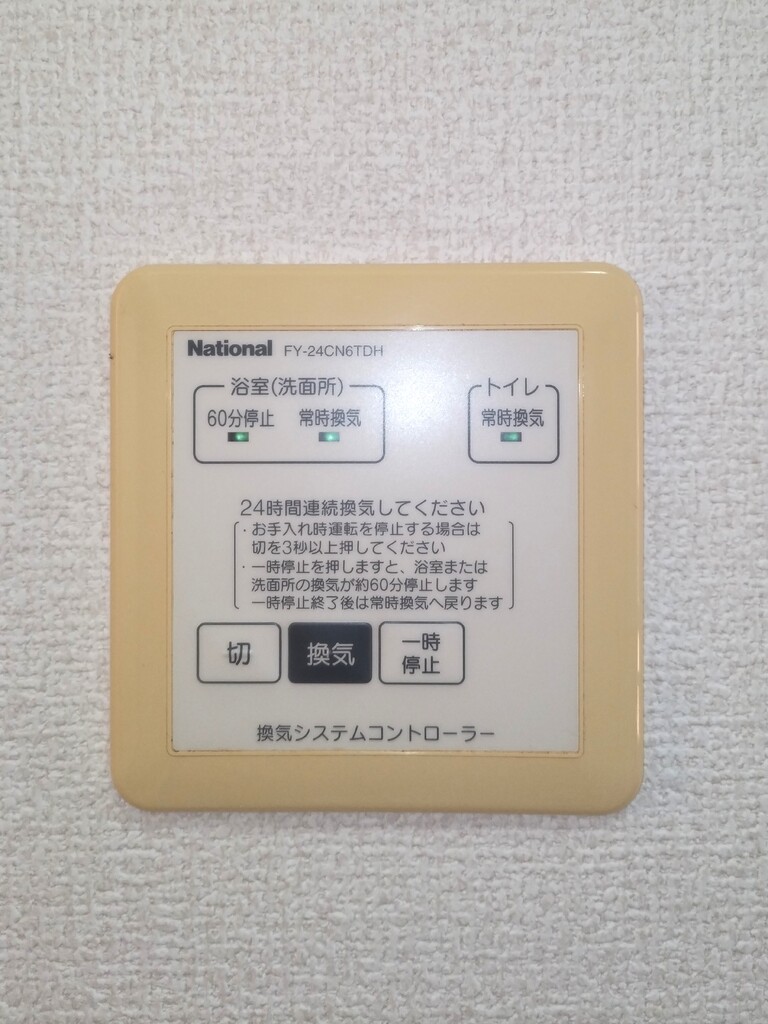 National FY-24CN6TDH
浴室(洗面所) トイレ
60分停止 常時換気 常時換気
24時間連続換気してください
・お手入れ時運転を停止する場合は
切を3秒以上押してください
・一時停止を押しますと、浴室または
洗面所の換気が約60分停止します
一時停止終了後は常時換気へ戻ります
切 換気 一時
停止
換気システムコントローラー